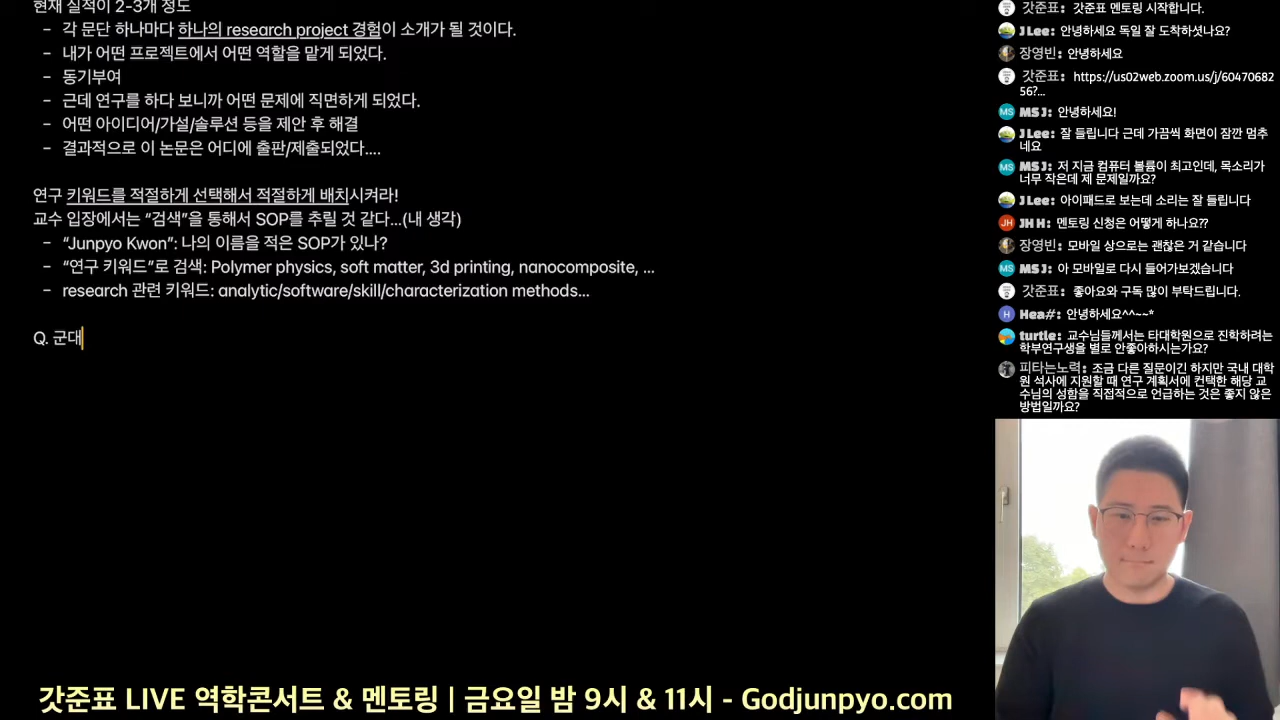 현재 실적이 2-3개 정도
- 각 문단 하나마다 하나의 research project 경험이 소개가 될 것이다.
- 내가 어떤 프로젝트에서 어떤 역할을 맡게 되었다.
- 동기부여
- 근데 연구를 하다 보니까 어떤 문제에 직면하게 되었다.
- 어떤 아이디어/가설/솔루션 등을 제안 후 해결
- 결과적으로 이 논문은 어디에 출판/제출되었다....
연구 키워드를 적절하게 선택해서 적절하게 배치시켜라!
교수 입장에서는 “검색”을 통해서 SOP를 추릴 것 같다...(내 생각)
- “Junpyo Kwon”: 나의 이름을 적은 SOP가 있나?
- “연구 키워드”로 검색: Polymer physics, soft matter, 3d printing, nanocomposite, ...
- research 관련 키워드: analytic/software/skill/characterization methods...
Q. 군대
갓준표: 갓준표 멘토링 시작합니다.
J Lee: 안녕하세요 독일 잘 도착하셧나요?
장영빈: 안녕하세요
갓준표: https://us02web.zoom.us/j/60470682
56?...
MS MS J: 안녕하세요!
J Lee: 잘 들립니다 근데 가끔씩 화면이 잠깐 멈추
네요
MS MS J: 저 지금 컴퓨터 볼륨이 최고인데, 목소리가
너무 작은데 제 문제일까요?
J Lee: 아이패드로 보는데 소리는 잘 들립니다
JH JH H: 멘토링 신청은 어떻게 하나요??
장영빈: 모바일 상으로는 괜찮은 거 같습니다
MS MS J: 아 모바일로 다시 들어가보겠습니다
갓준표: 좋아요와 구독 많이 부탁드립니다.
H Hea#: 안녕하세요^^~~*
turtle: 교수님들께서는 타대학원으로 진학하려는
학부연구생을 별로 안좋아하시는가요?
피타는노력: 조금 다른 질문이긴 하지만 국내 대학
원 석사에 지원할 때 연구 계획서에 컨택한 해당 교
수님의 성함을 직접적으로 언급하는 것은 좋지 않은
방법일까요?
갓준표 LIVE 역학콘서트 & 멘토링 | 금요일 밤 9시 & 11시 - Godjunpyo.com